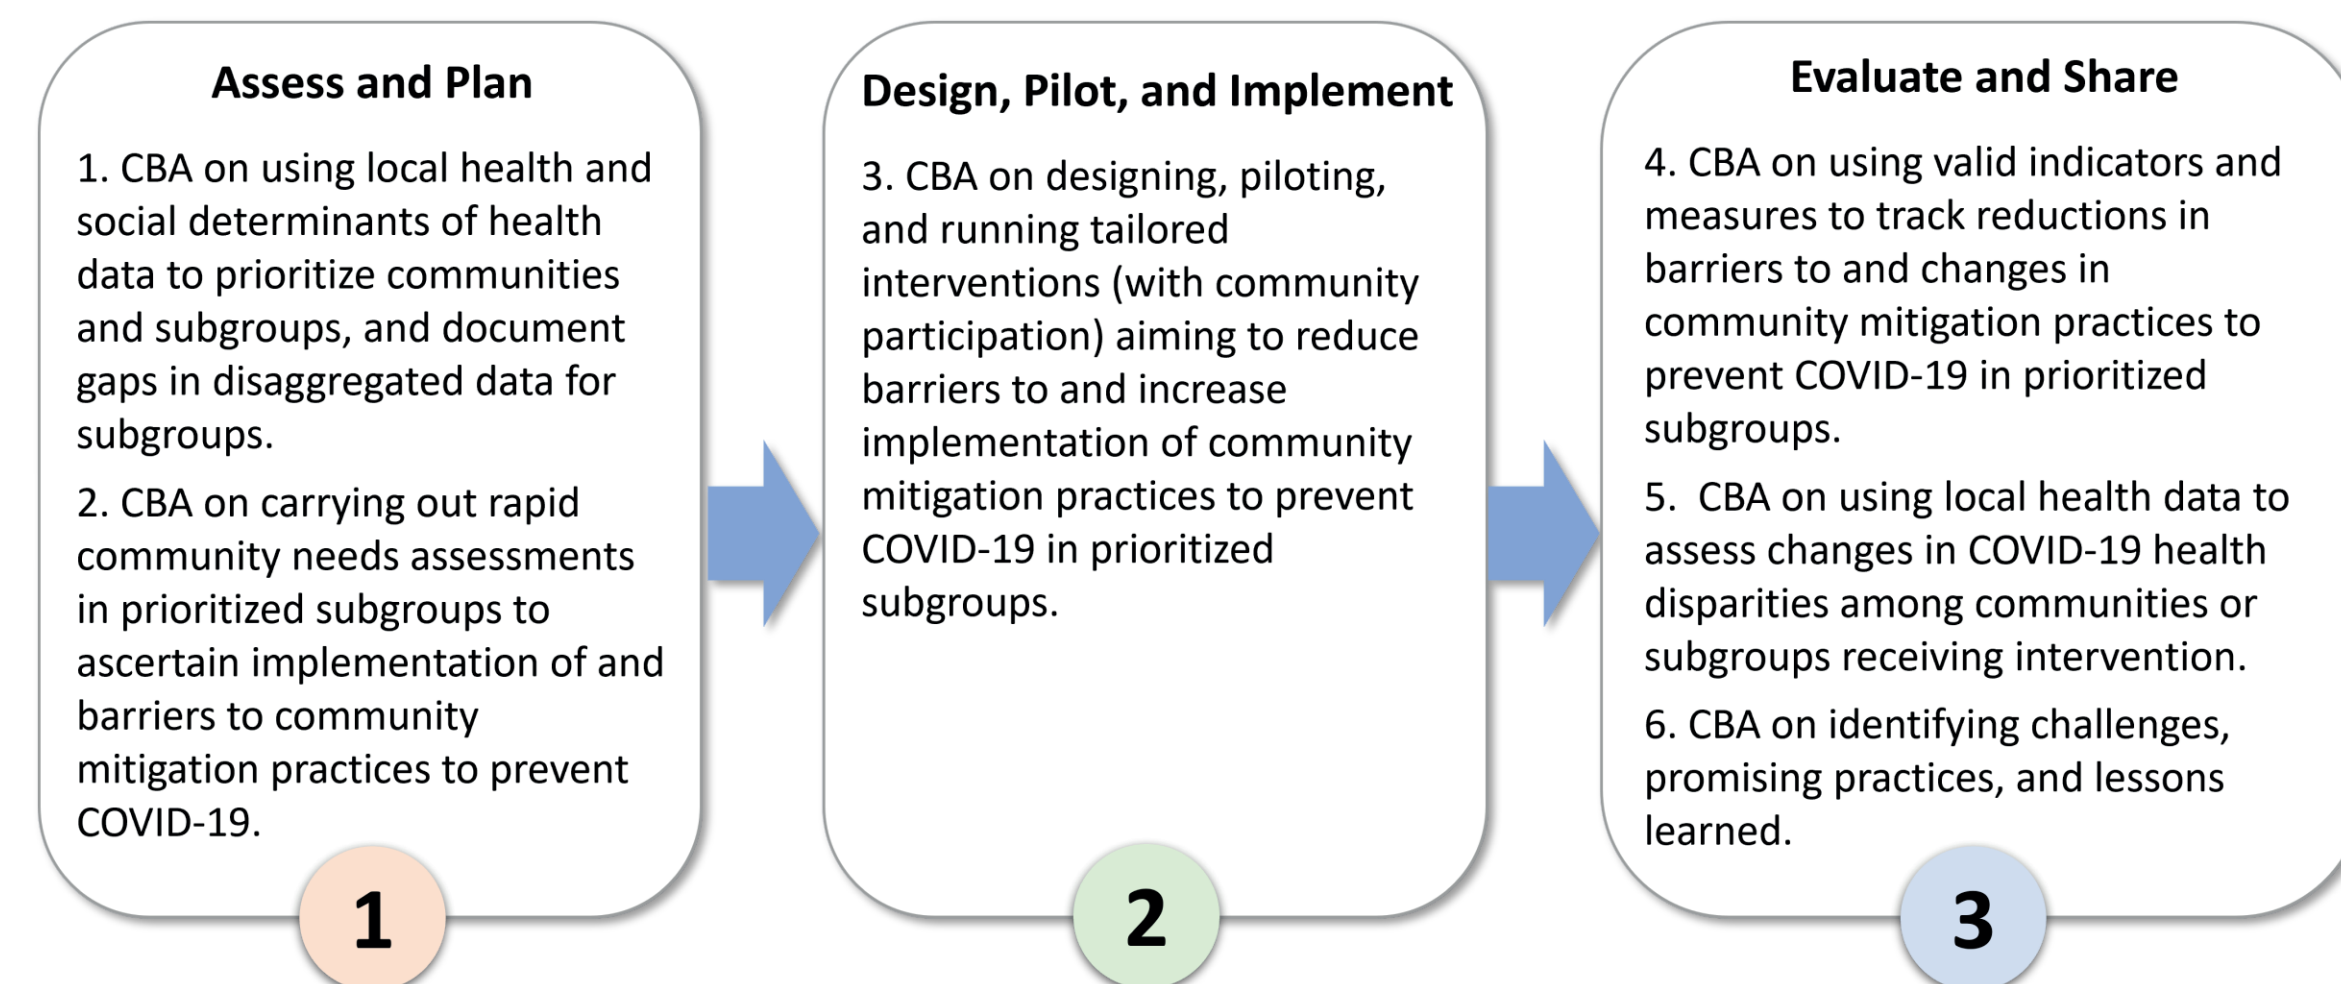 Assess and Plan
1. CBA on using local health and
social determinants of health
data to prioritize communities
and subgroups, and document
gaps in disaggregated data for
subgroups.
2. CBA on carrying out rapid
community needs assessments
in prioritized subgroups to
ascertain implementation of and
barriers to community
mitigation practices to prevent
COVID-19.
1
Design, Pilot, and Implement
3. CBA on designing, piloting,
and running tailored
interventions (with community
participation) aiming to reduce
barriers to and increase
implementation of community
mitigation practices to prevent
COVID-19 in prioritized
subgroups.
2
Evaluate and Share
4. CBA on using valid indicators and
measures to track reductions in
barriers to and changes in
community mitigation practices to
prevent COVID-19 in prioritized
subgroups.
5.  CBA on using local health data to
assess changes in COVID-19 health
disparities among communities or
subgroups receiving intervention.
6. CBA on identifying challenges,
promising practices, and lessons
learned.
3